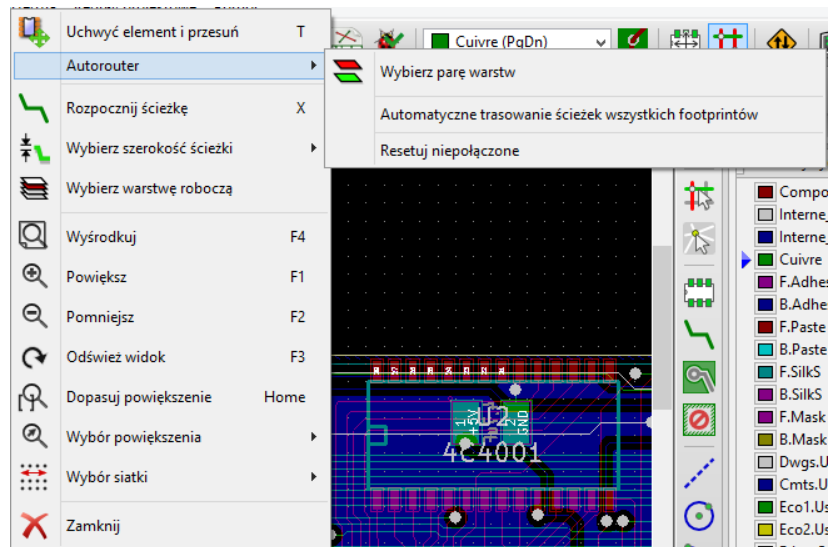 Uchwyć element i przesuń T
Autorouter
Rozpocznij ścieżkę X
Wybierz szerokość ścieżki
Wybierz warstwę roboczą
Wyśrodkuj F4
Powiększ F1
Pomniejsz F2
Odśwież widok F3
Dopasuj powiększenie Home
Wybór powiększenia
Wybór siatki
Zamknij
Cuivre (PgDn)
Wybierz parę warstw
Automatyczne trasowanie ścieżek wszystkich footprintów
Resetuj niepołączone
1 +5V
2 GND
4C4001
Compo
Interne_
Interne_
Cuivre
F.Adhes
B.Adhe
F.Paste
B.Paste
F.SilkS
B.SilkS
F.Mask
B.Mask
Dwgs.U
Cmts.U
Eco1.Us
Eco2.Us